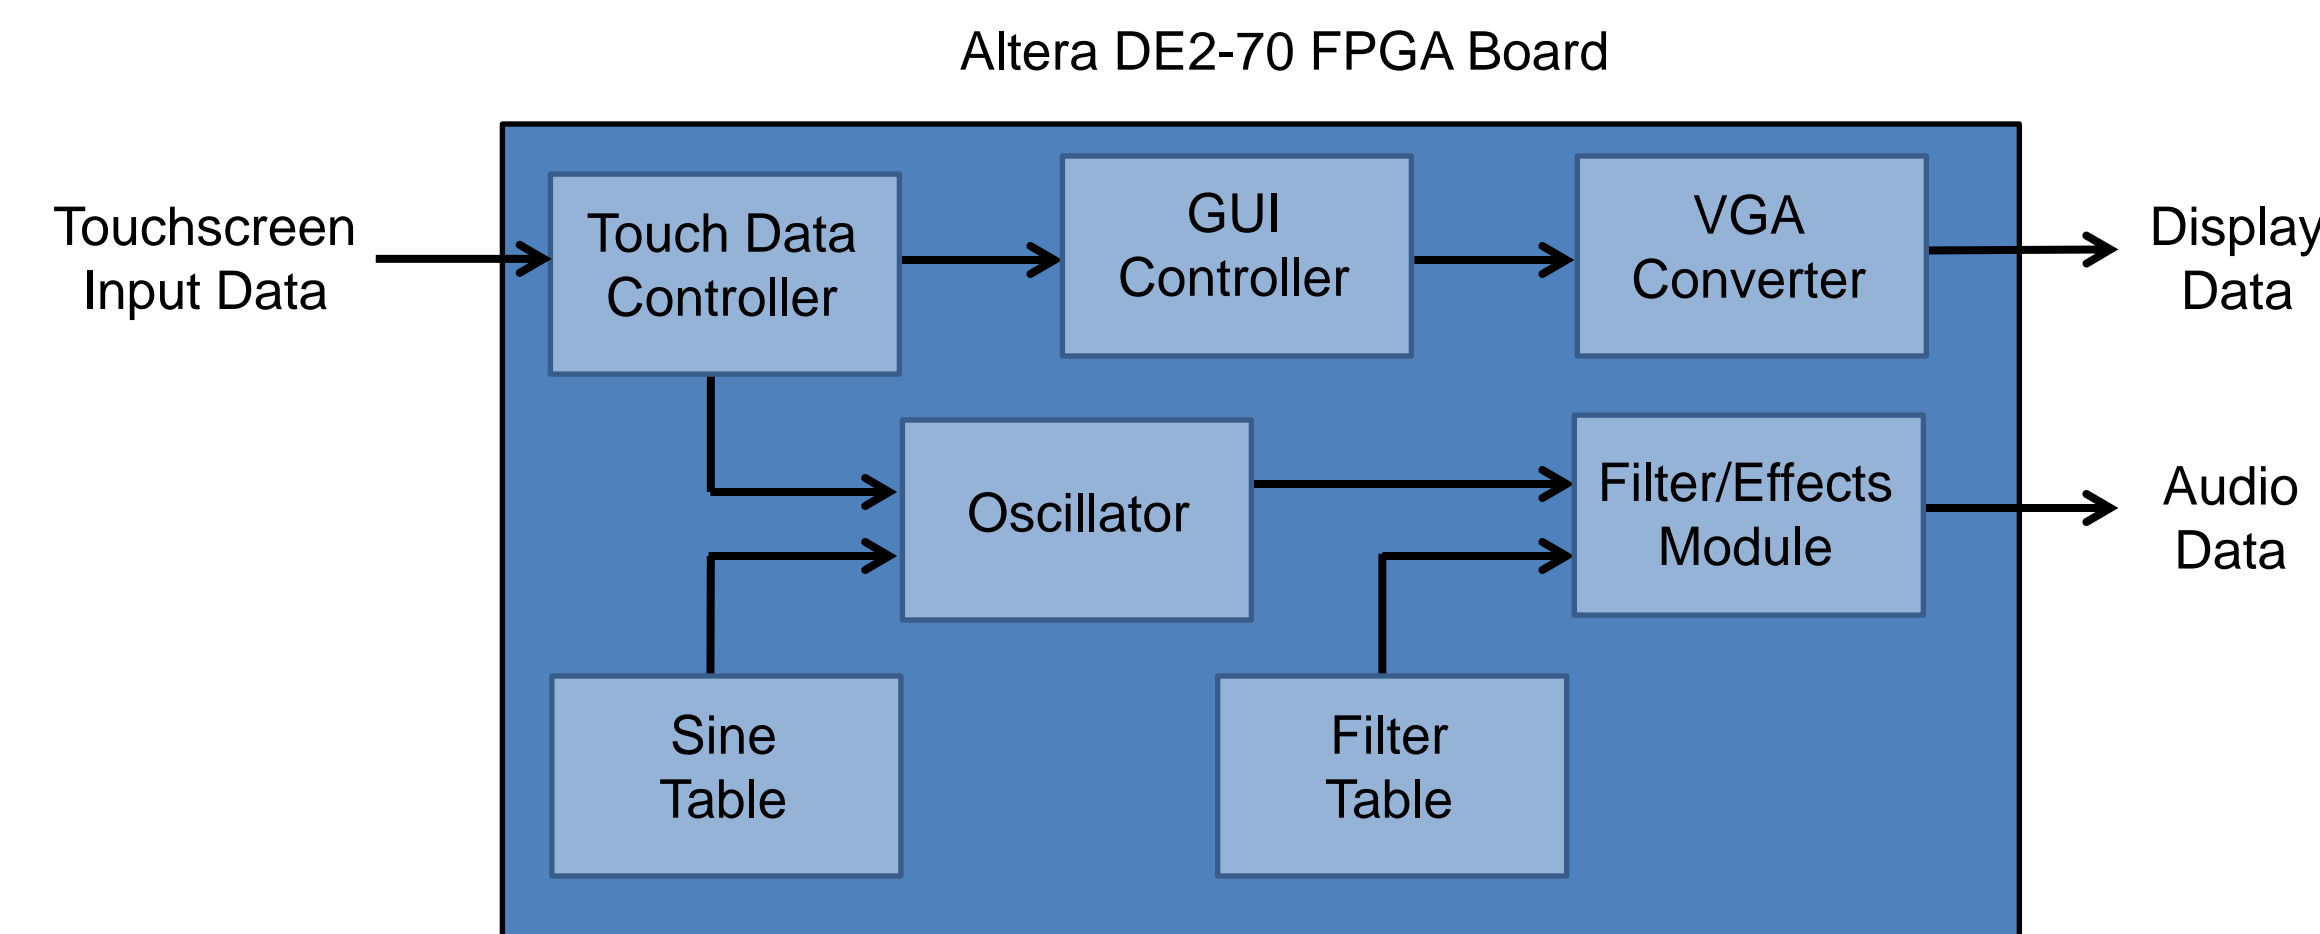 Altera DE2-70 FPGA Board
Touchscreen
Input Data
Touch Data
Controller
GUI
Controller
VGA
Converter
Display
Data
Oscillator
Filter/Effects
Module
Audio
Data
Sine
Table
Filter
Table